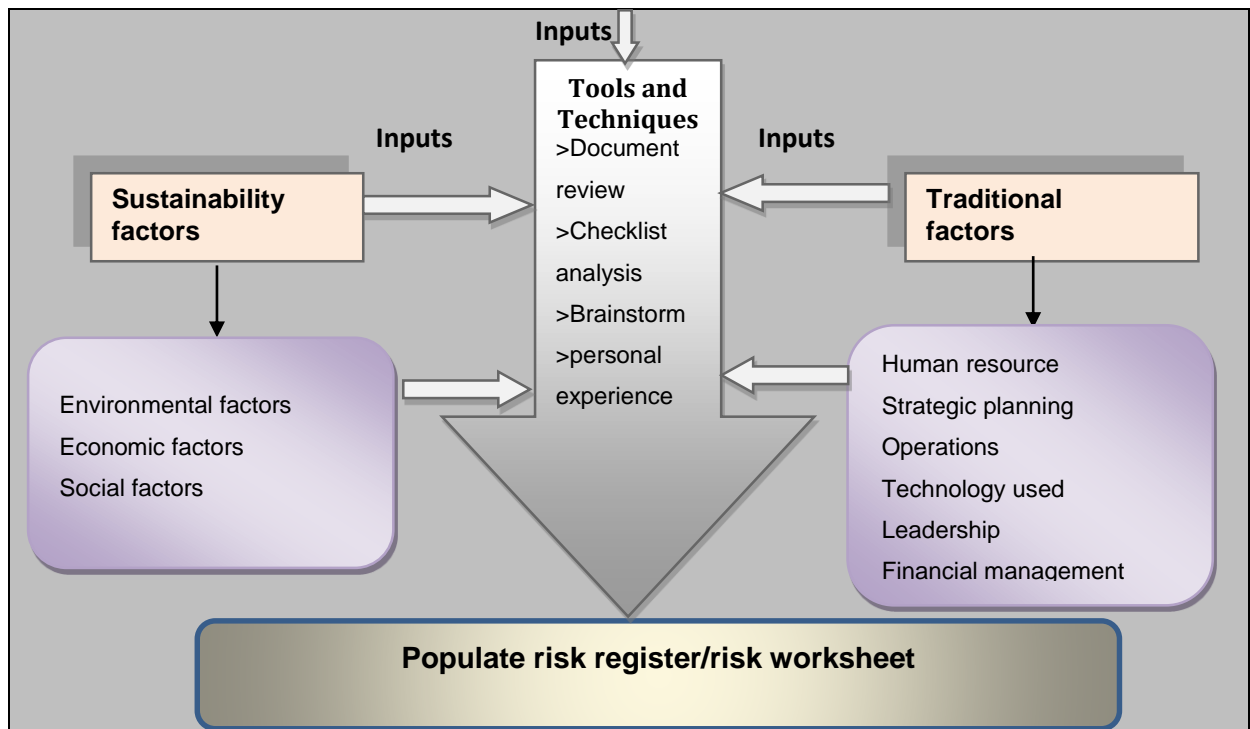 Inputs
Tools and
Techniques
>Document
review
>Checklist
analysis
>Brainstorm
>personal
experience
Inputs
Inputs
Sustainability
factors
Traditional
factors
Environmental factors
Economic factors
Social factors
Human resource
Strategic planning
Operations
Technology used
Leadership
Financial management
Populate risk register/risk worksheet